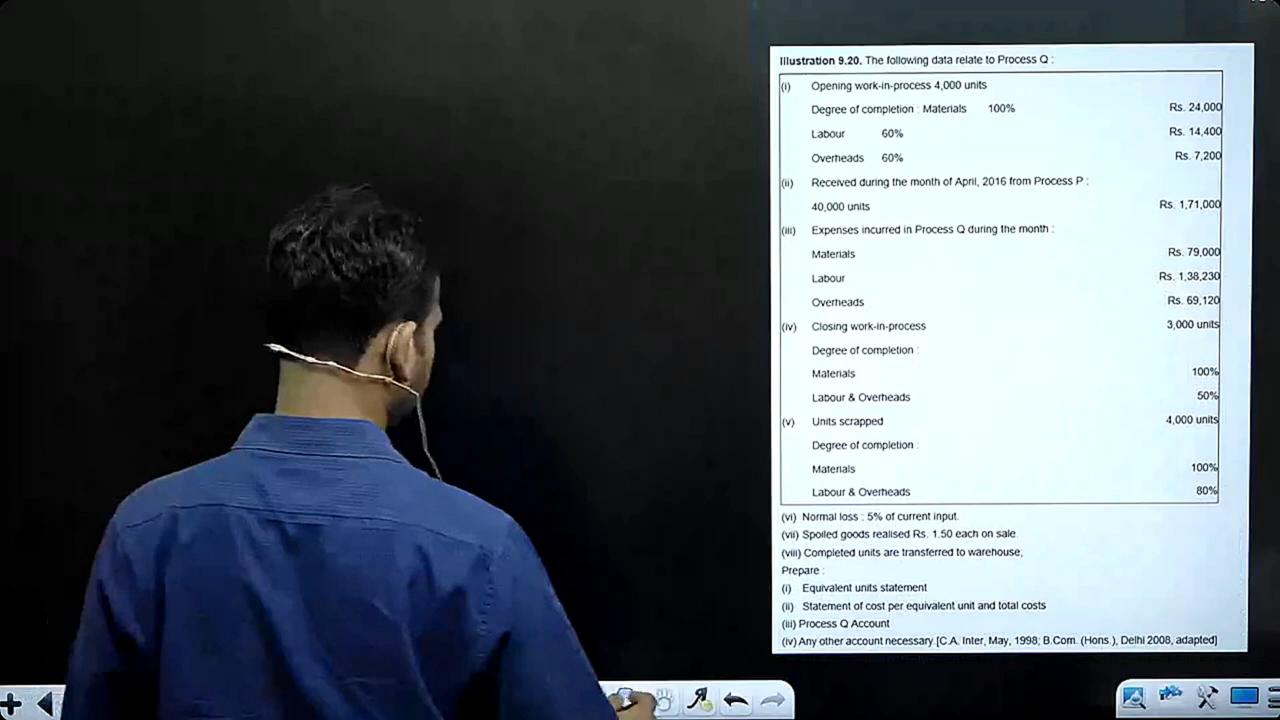 Illustration 9.20. The following data relate to Process Q :
(i) Opening work-in-process 4,000 units
Degree of completion : Materials 100% Rs. 24,000
Labour 60% Rs. 14,400
Overheads 60% Rs. 7,200
(ii) Received during the month of April, 2016 from Process P :
40,000 units Rs. 1,71,000
(iii) Expenses incurred in Process Q during the month :
Materials Rs. 79,000
Labour Rs. 1,38,230
Overheads Rs. 69,120
(iv) Closing work-in-process 3,000 units
Degree of completion :
Materials 100%
Labour & Overheads 50%
(v) Units scrapped 4,000 units
Degree of completion :
Materials 100%
Labour & Overheads 80%
(vi) Normal loss : 5% of current input.
(vii) Spoiled goods realised Rs. 1.50 each on sale.
(viii) Completed units are transferred to warehouse;
Prepare :
(i) Equivalent units statement
(ii) Statement of cost per equivalent unit and total costs
(iii) Process Q Account
(iv) Any other account necessary [C.A. Inter, May, 1998; B.Com. (Hons.), Delhi 2008, adapted]